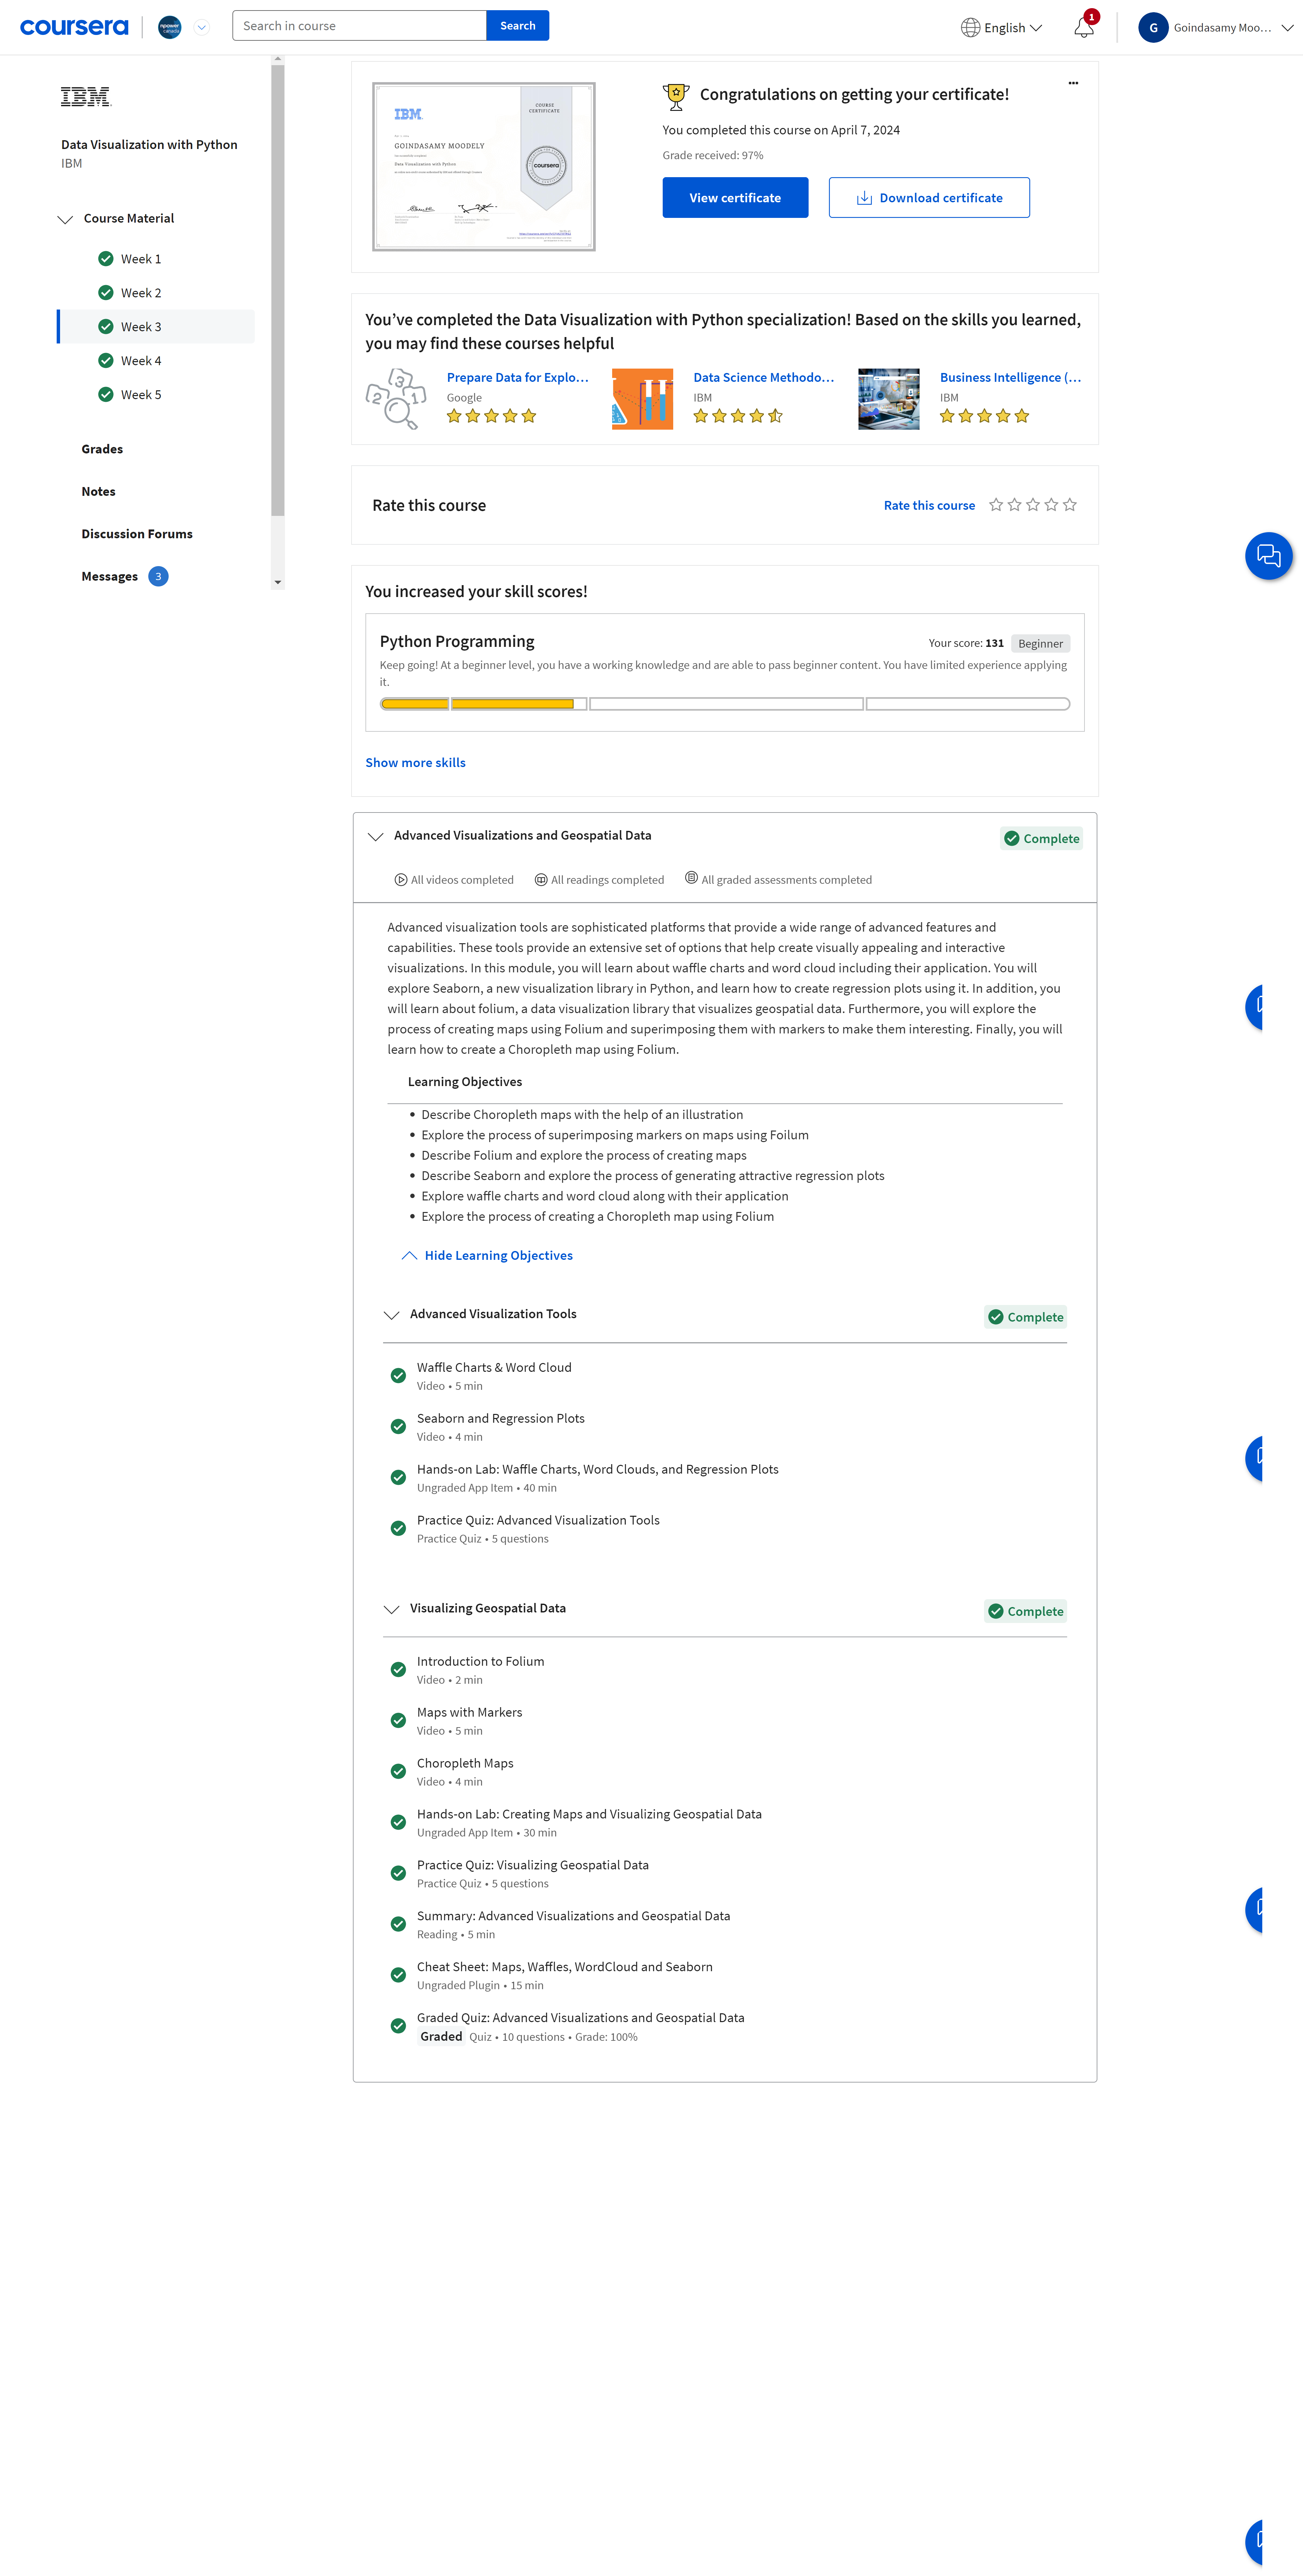 coursera
npower
canada
Search in course
Search
English
1
G
Goindasamy Moo...
IBM
Data Visualization with Python
IBM
Course Material
Week 1
Week 2
Week 3
Week 4
Week 5
Grades
Notes
Discussion Forums
Messages 3
IBM
COURSE
CERTIFICATE
GOINDASAMY MOODELY
Data Visualization with Python
coursera
Congratulations on getting your certificate!
You completed this course on April 7, 2024
Grade received: 97%
View certificate
Download certificate
You've completed the Data Visualization with Python specialization! Based on the skills you learned,
you may find these courses helpful
Prepare Data for Explo...
Google
Data Science Methodo...
IBM
Business Intelligence (...
IBM
Rate this course
Rate this course
You increased your skill scores!
Python Programming
Your score: 131 Beginner
Keep going! At a beginner level, you have a working knowledge and are able to pass beginner content. You have limited experience applying
it.
Show more skills
Advanced Visualizations and Geospatial Data
Complete
All videos completed
All readings completed
All graded assessments completed
Advanced visualization tools are sophisticated platforms that provide a wide range of advanced features and
capabilities. These tools provide an extensive set of options that help create visually appealing and interactive
visualizations. In this module, you will learn about waffle charts and word cloud including their application. You will
explore Seaborn, a new visualization library in Python, and learn how to create regression plots using it. In addition, you
will learn about folium, a data visualization library that visualizes geospatial data. Furthermore, you will explore the
process of creating maps using Folium and superimposing them with markers to make them interesting. Finally, you will
learn how to create a Choropleth map using Folium.
Learning Objectives
• Describe Choropleth maps with the help of an illustration
• Explore the process of superimposing markers on maps using Foilum
• Describe Folium and explore the process of creating maps
• Describe Seaborn and explore the process of generating attractive regression plots
• Explore waffle charts and word cloud along with their application
• Explore the process of creating a Choropleth map using Folium
Hide Learning Objectives
Advanced Visualization Tools
Complete
Waffle Charts & Word Cloud
Video • 5 min
Seaborn and Regression Plots
Video • 4 min
Hands-on Lab: Waffle Charts, Word Clouds, and Regression Plots
Ungraded App Item • 40 min
Practice Quiz: Advanced Visualization Tools
Practice Quiz • 5 questions
Visualizing Geospatial Data
Complete
Introduction to Folium
Video • 2 min
Maps with Markers
Video • 5 min
Choropleth Maps
Video • 4 min
Hands-on Lab: Creating Maps and Visualizing Geospatial Data
Ungraded App Item • 30 min
Practice Quiz: Visualizing Geospatial Data
Practice Quiz • 5 questions
Summary: Advanced Visualizations and Geospatial Data
Reading • 5 min
Cheat Sheet: Maps, Waffles, WordCloud and Seaborn
Ungraded Plugin • 15 min
Graded Quiz: Advanced Visualizations and Geospatial Data
Graded Quiz • 10 questions • Grade: 100%